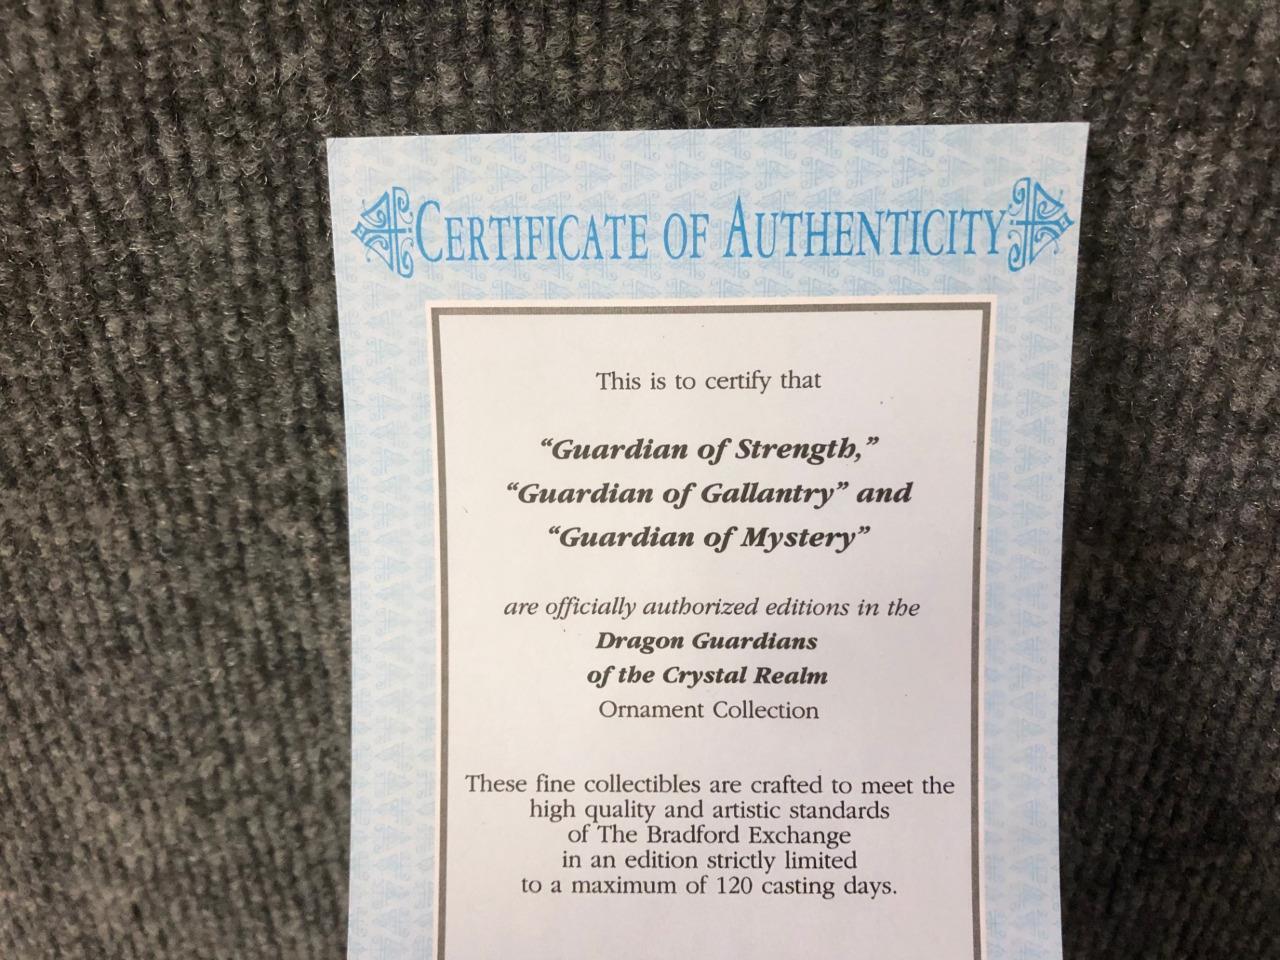 CERTIFICATE OF AUTHENTICITY
This is to certify that
“Guardian of Strength,”
“Guardian of Gallantry” and
“Guardian of Mystery”
are officially authorized editions in the
Dragon Guardians
of the Crystal Realm
Ornament Collection
These fine collectibles are crafted to meet the
high quality and artistic standards
of The Bradford Exchange
in an edition strictly limited
to a maximum of 120 casting days.